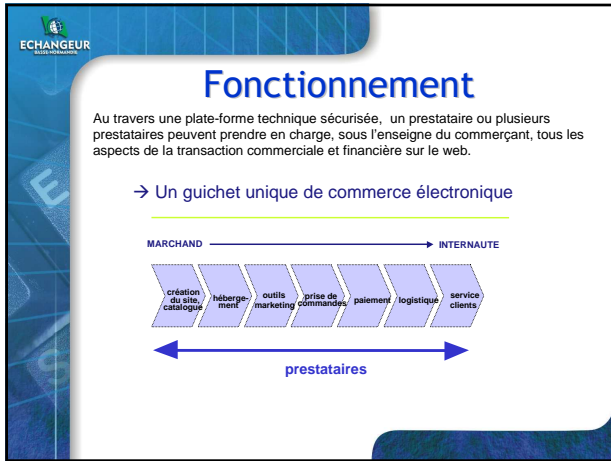 ECHANGEUR
BASSE-NORMANDIE
Fonctionnement
Au travers une plate-forme technique sécurisée, un prestataire ou plusieurs
prestataires peuvent prendre en charge, sous l'enseigne du commerçant, tous les
aspects de la transaction commerciale et financière sur le web.
→ Un guichet unique de commerce électronique
MARCHAND INTERNAUTE
création
du site,
catalogue
héberge-
ment
outils
marketing
prise de
commandes
paiement
logistique
service
clients
prestataires